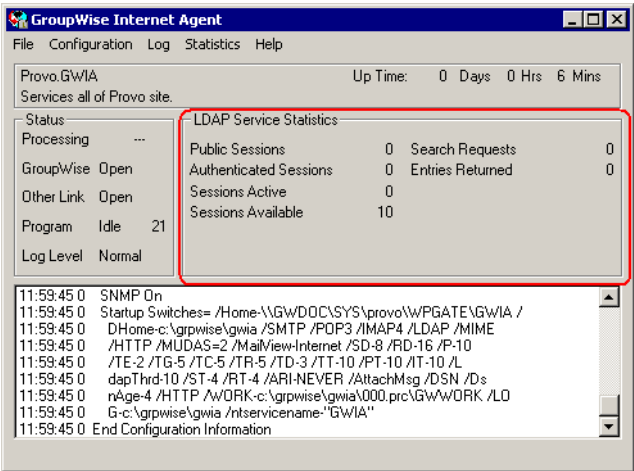 GroupWise Internet Agent
File Configuration Log Statistics Help
Provo.GWIA Up Time: 0 Days 0 Hrs 6 Mins
Services all of Provo site.
Status
Processing ---
GroupWise Open
Other Link Open
Program Idle 21
Log Level Normal
LDAP Service Statistics
Public Sessions 0 Search Requests 0
Authenticated Sessions 0 Entries Returned 0
Sessions Active 0
Sessions Available 10
11:59:45 0 SNMP On
11:59:45 0 Startup Switches= /Home-\\GWDOC\SYS\provo\WPGATE\GWIA /
11:59:45 0 DHome-c:\grpwise\gwia /SMTP /POP3 /IMAP4 /LDAP /MIME
11:59:45 0 /HTTP /MUDAS=2 /MailView-Internet /SD-8 /RD-16 /P-10
11:59:45 0 /TE-2 /TG-5 /TC-5 /TR-5 /TD-3 /TT-10 /PT-10 /IT-10 /L
11:59:45 0 dapThrd-10 /ST-4 /RT-4 /ARI-NEVER /AttachMsg /DSN /Ds
11:59:45 0 nAge-4 /HTTP /WORK-c:\grpwise\gwia\000.prc\GWWORK /LO
11:59:45 0 G-c:\grpwise\gwia /ntservicename-"GWIA"
11:59:45 0 End Configuration Information